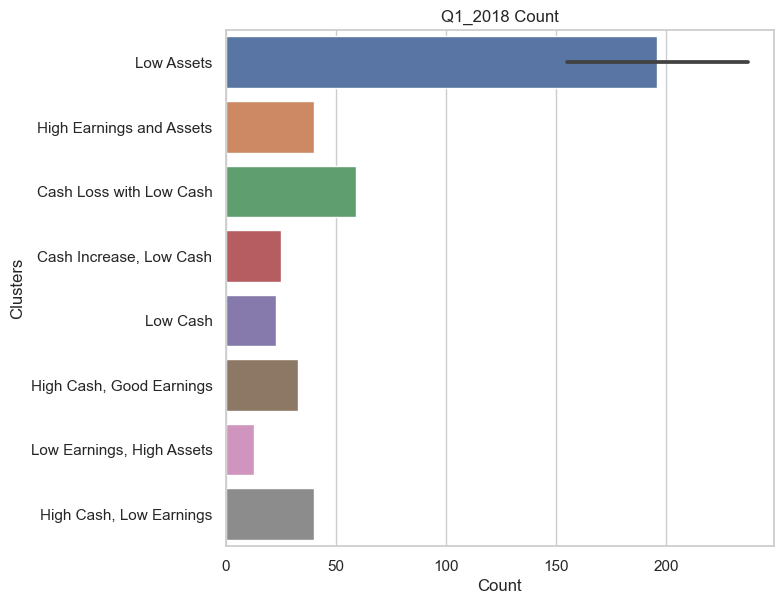 Q1_2018 Count
Low Assets
High Earnings and Assets
Cash Loss with Low Cash
Cash Increase, Low Cash
Low Cash
High Cash, Good Earnings
Low Earnings, High Assets
High Cash, Low Earnings
Clusters
0 50 100 150 200
Count